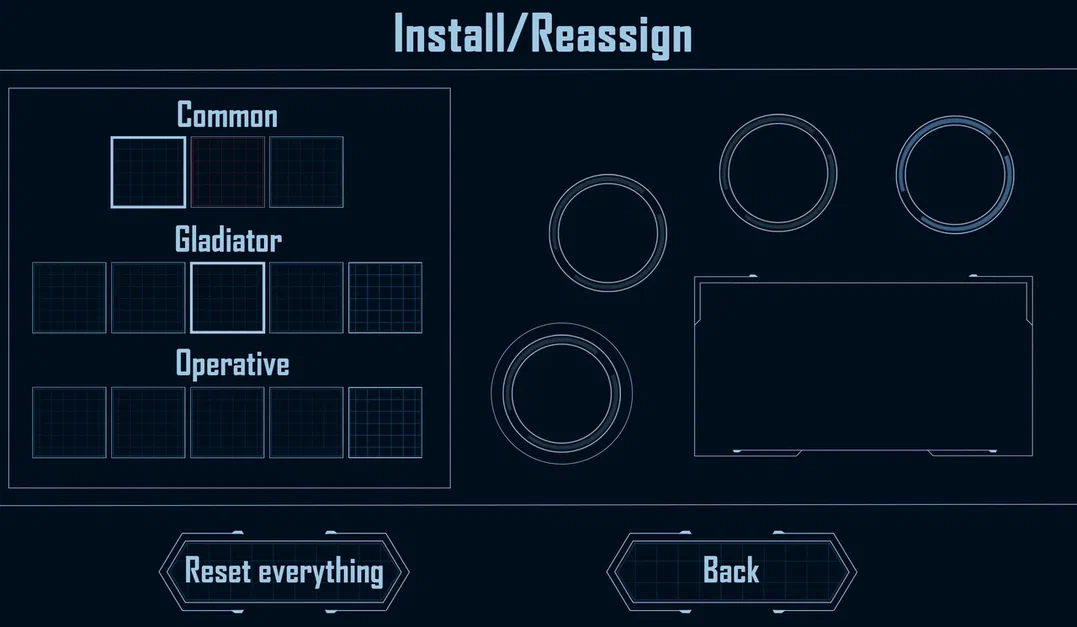 Install/Reassign
Common
Gladiator
Operative
Reset everything
Back